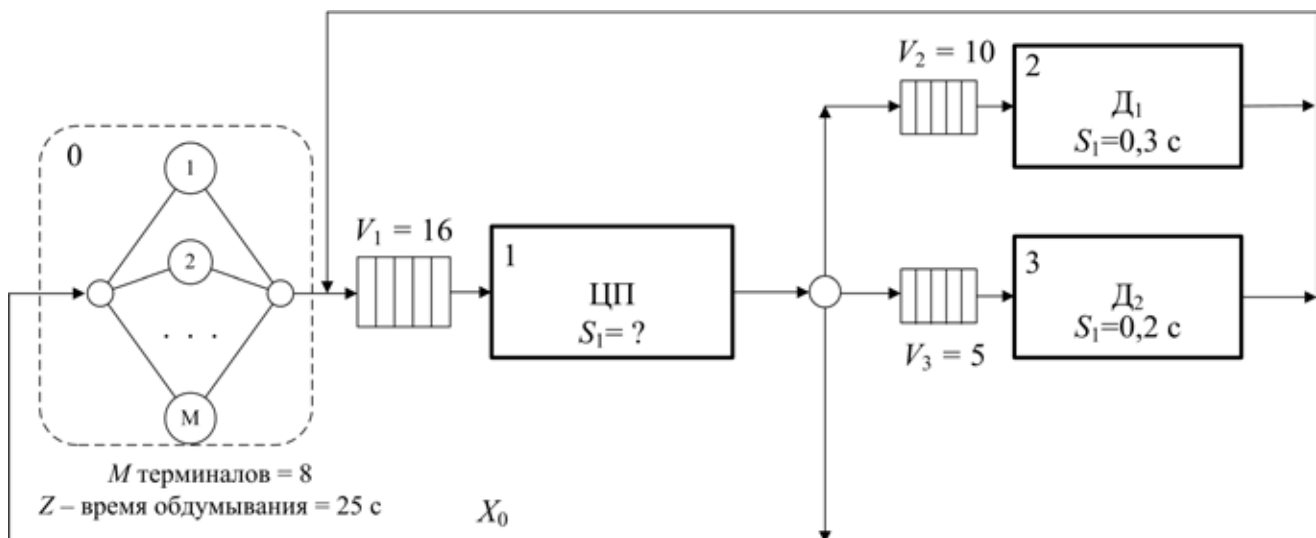 0
1
2
. . .
M
M терминалов = 8
Z – время обдумывания = 25 с
X₀
V₁ = 16
1
ЦП
S₁= ?
V₂ = 10
2
Д₁
S₁=0,3 с
V₃ = 5
3
Д₂
S₁=0,2 с